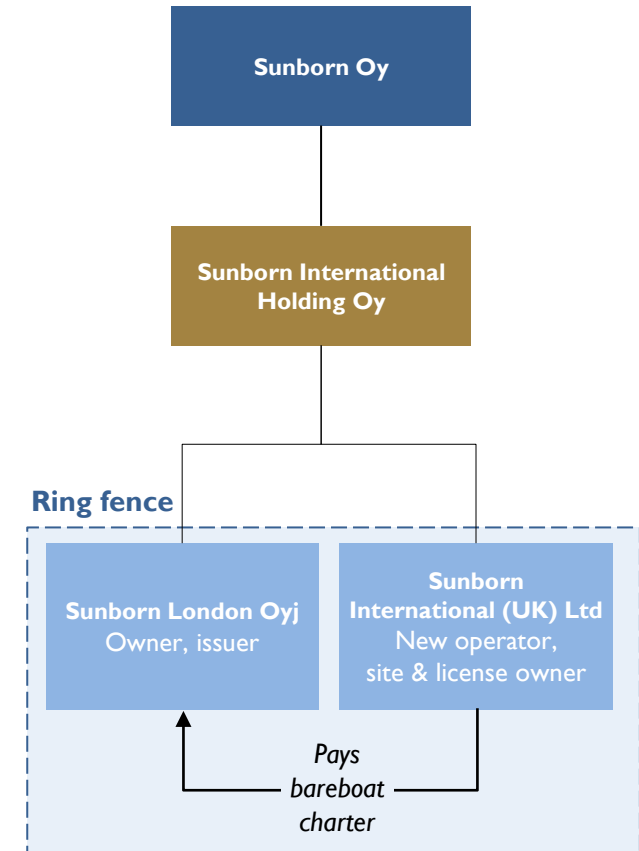 Sunborn Oy
Sunborn International
Holding Oy
Ring fence
Sunborn London Oyj
Owner, issuer
Sunborn
International (UK) Ltd
New operator,
site & license owner
Pays
bareboat
charter